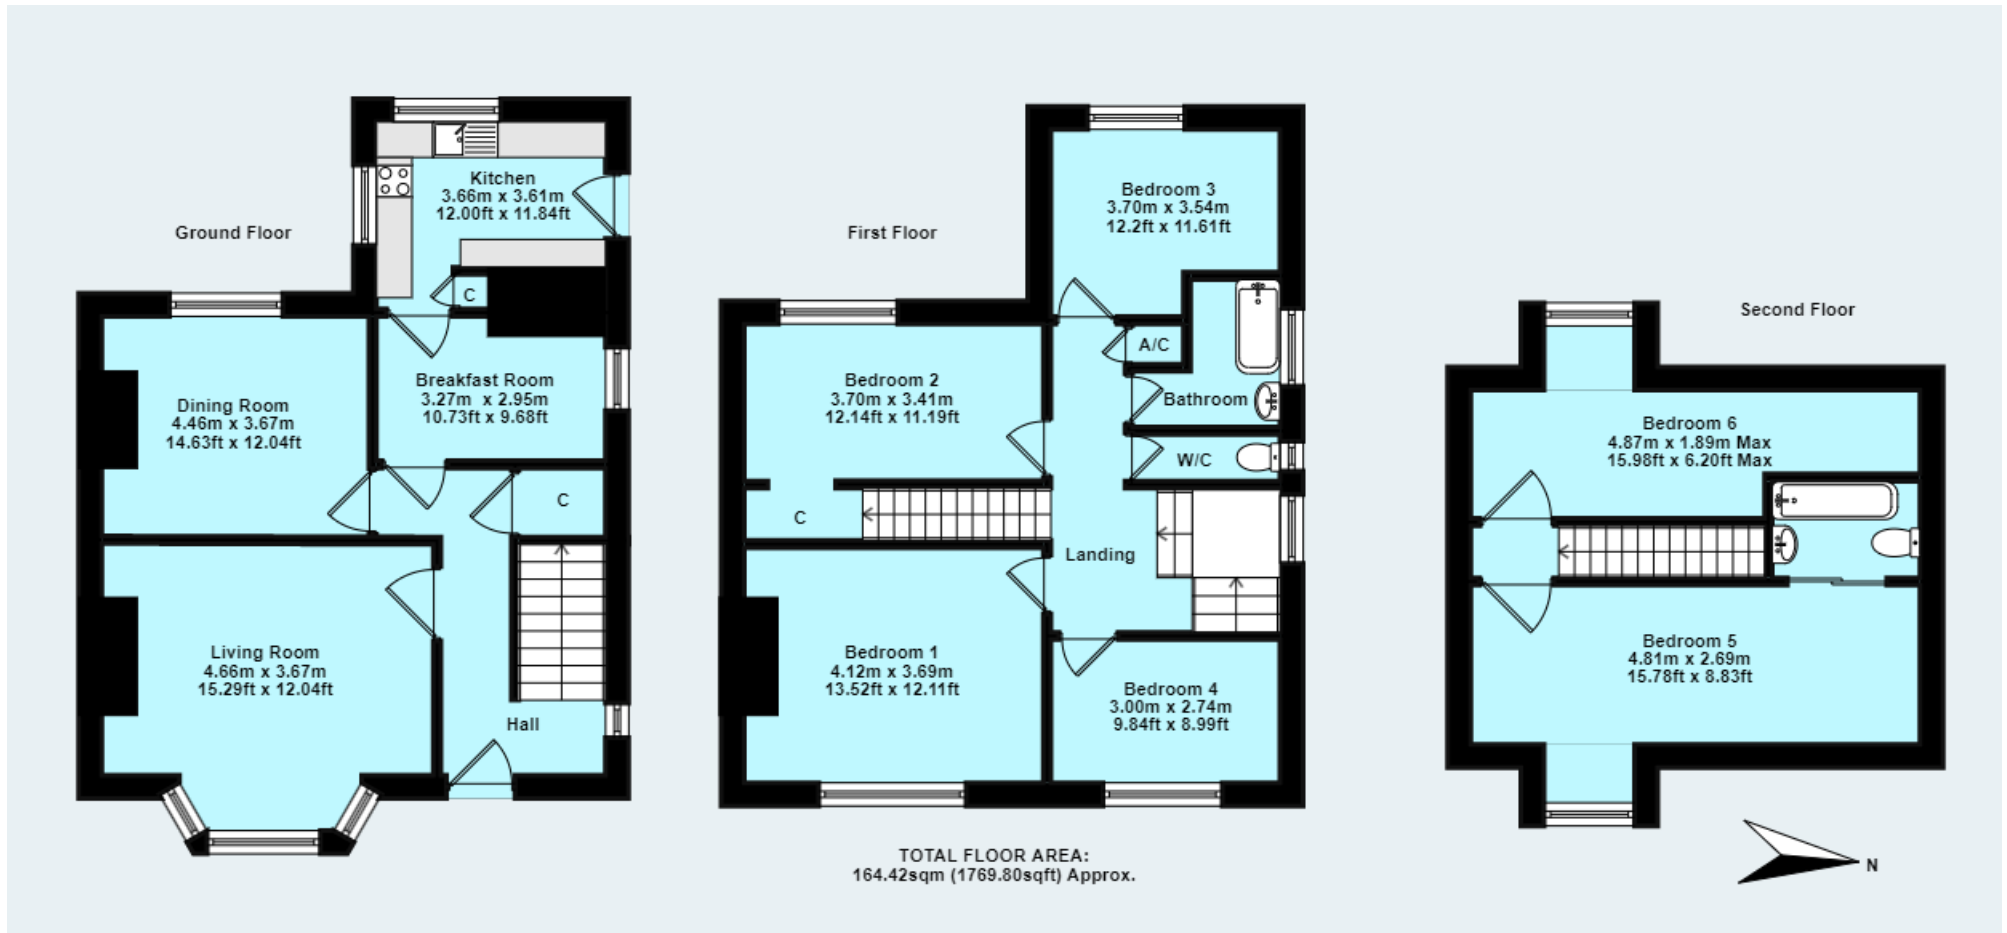 Ground Floor
Kitchen
3.66m x 3.61m
12.00ft x 11.84ft
C
Breakfast Room
3.27m x 2.95m
10.73ft x 9.68ft
Dining Room
4.46m x 3.67m
14.63ft x 12.04ft
C
Living Room
4.66m x 3.67m
15.29ft x 12.04ft
Hall
First Floor
Bedroom 3
3.70m x 3.54m
12.2ft x 11.61ft
A/C
Bedroom 2
3.70m x 3.41m
12.14ft x 11.19ft
Bathroom
W/C
C
Landing
Bedroom 1
4.12m x 3.69m
13.52ft x 12.11ft
Bedroom 4
3.00m x 2.74m
9.84ft x 8.99ft
Second Floor
Bedroom 6
4.87m x 1.89m Max
15.98ft x 6.20ft Max
Bedroom 5
4.81m x 2.69m
15.78ft x 8.83ft
TOTAL FLOOR AREA:
164.42sqm (1769.80sqft) Approx.
N